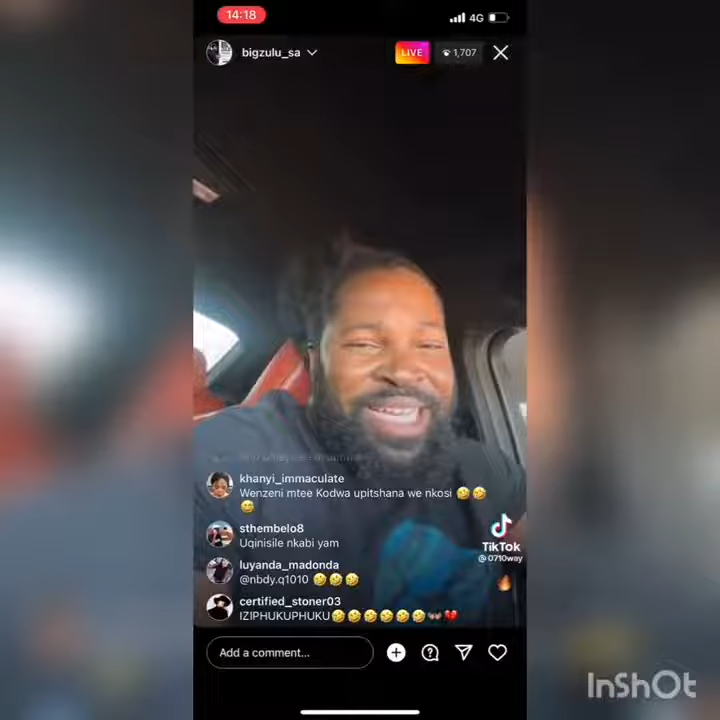 14:18
4G
bigzulu_sa
LIVE
1,707
khanyi_immaculate
Wenzeni mtee Kodwa upitshana we nkosi 🤣🤣
😅
sthembelo8
Uqinisile nkabi yam
luyanda_madonda
@nbdy.q1010 🤣🤣🤣
certified_stoner03
IZIPHUKUPHUKU🤣🤣🤣🤣🤣🤣👐🏿💔
TikTok
@0710way
Add a comment...
InShOt